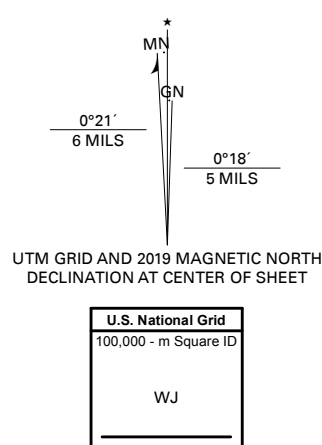 ★
MN
GN
0°21´
6 MILS
0°18´
5 MILS
UTM GRID AND 2019 MAGNETIC NORTH
DECLINATION AT CENTER OF SHEET
U.S. National Grid
100,000 - m Square ID
WJ